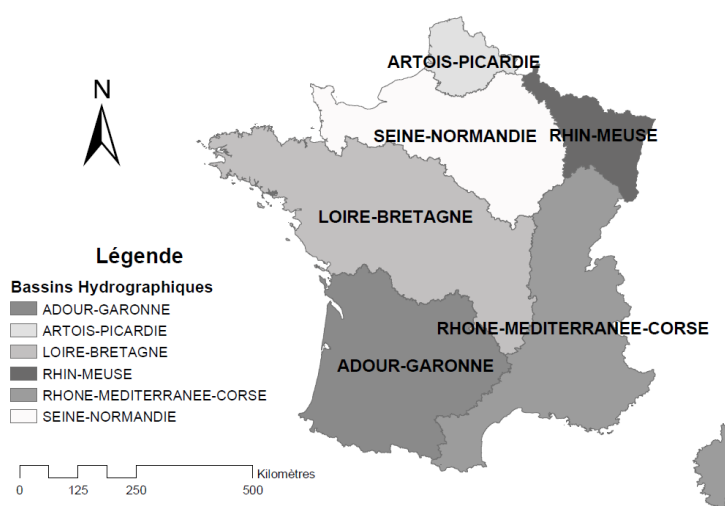 ARTOIS-PICARDIE
N
SEINE-NORMANDIE
RHIN-MEUSE
LOIRE-BRETAGNE
RHONE-MEDITERRANEE-CORSE
ADOUR-GARONNE
Légende
Bassins Hydrographiques
ADOUR-GARONNE
ARTOIS-PICARDIE
LOIRE-BRETAGNE
RHIN-MEUSE
RHONE-MEDITERRANEE-CORSE
SEINE-NORMANDIE
Kilomètres
0 125 250 500